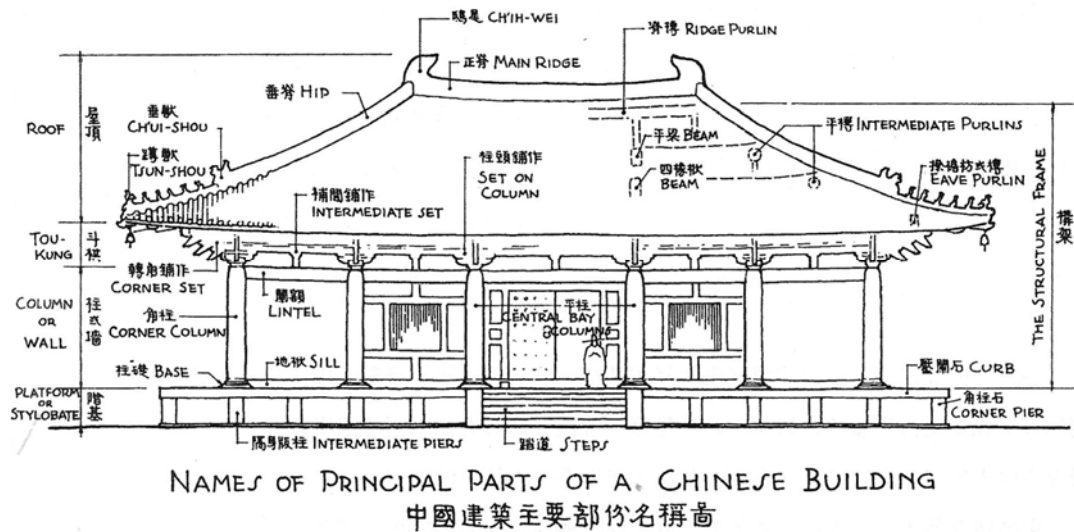 鴟尾 CH'IH-WEI
脊槫 RIDGE PURLIN
正脊 MAIN RIDGE
垂脊 HIP
垂獸
CH'UI-SHOU
蹲獸
TSUN-SHOU
ROOF
屋頂
平梁 BEAM
四椽栿
BEAM
平槫 INTERMEDIATE PURLINS
EAVE PURLIN
柱頭鋪作
SET ON
COLUMN
補間鋪作
INTERMEDIATE SET
TOU-
KUNG
斗栱
轉角鋪作
CORNER SET
闌額
LINTEL
COLUMN
OR
WALL
柱或墻
角柱
CORNER COLUMN
平柱
CENTRAL BAY
COLUMNS
地栿 SILL
柱礎 BASE
PLATFORM
OR
STYLOBATE
階基
THE STRUCTURAL FRAME
構架
壓闌石 CURB
角柱石
CORNER PIER
隔身版柱 INTERMEDIATE PIERS
踏道 STEPS
NAMES OF PRINCIPAL PARTS OF A CHINESE BUILDING
中國建築主要部份名稱圖